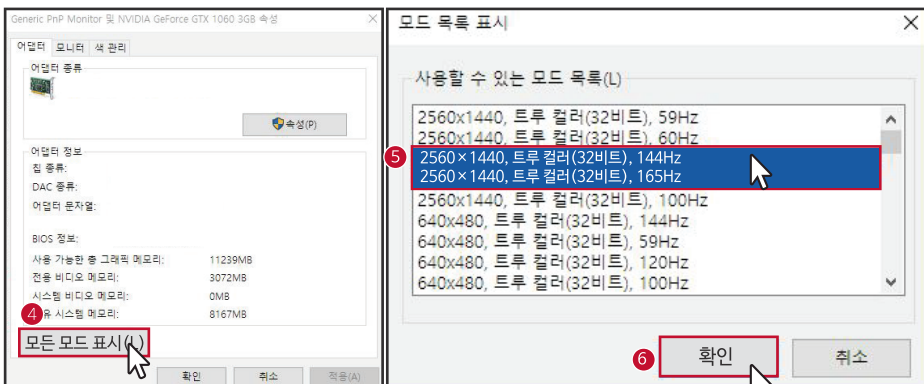 Generic PnP Monitor 및 NVIDIA GeForce GTX 1060 3GB 속성
어댑터 모니터 색 관리
어댑터 종류
속성(P)
어댑터 정보
칩 종류:
DAC 종류:
어댑터 문자열:
BIOS 정보:
사용 가능한 총 그래픽 메모리: 11239MB
전용 비디오 메모리: 3072MB
시스템 비디오 메모리: 0MB
4
유 시스템 메모리: 8167MB
모든 모드 표시(L)
확인 취소 적용(A)
모드 목록 표시
사용할 수 있는 모드 목록(L)
2560x1440, 트루 컬러(32비트), 59Hz
2560x1440, 트루 컬러(32비트), 60Hz
5
2560×1440, 트루 컬러(32비트), 144Hz
2560×1440, 트루 컬러(32비트), 165Hz
2560x1440, 트루 컬러(32비트), 100Hz
640x480, 트루 컬러(32비트), 144Hz
640x480, 트루 컬러(32비트), 59Hz
640x480, 트루 컬러(32비트), 120Hz
640x480, 트루 컬러(32비트), 100Hz
6 확인 취소